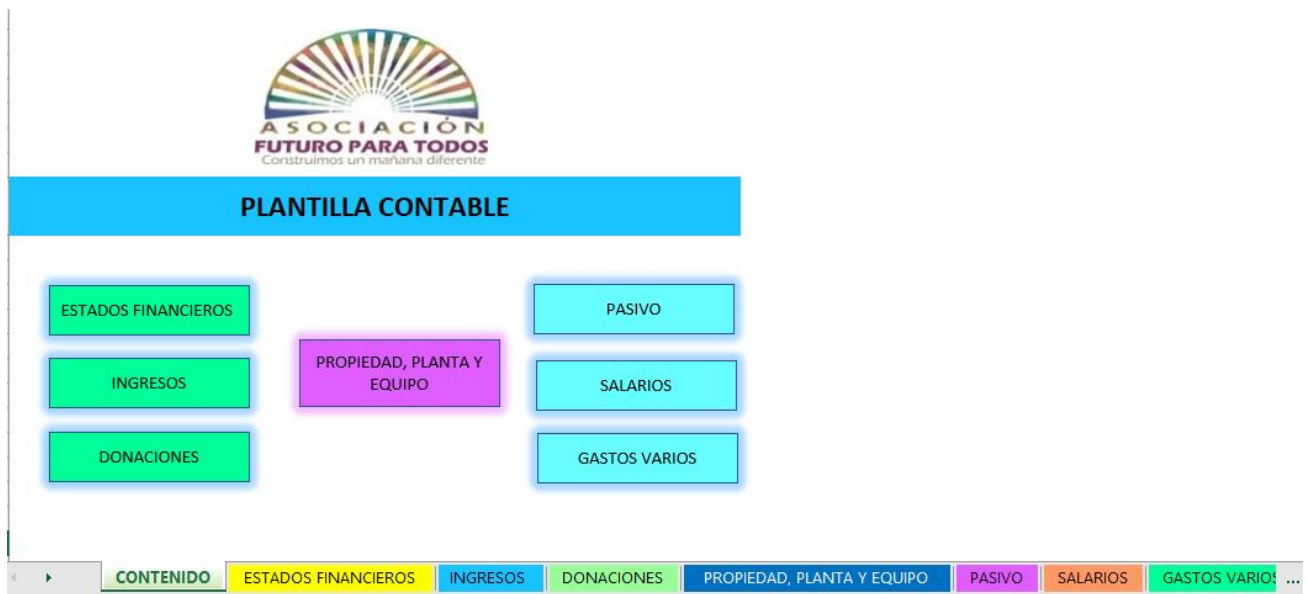 ASOCIACIÓN
FUTURO PARA TODOS
Construimos un mañana diferente
PLANTILLA CONTABLE
ESTADOS FINANCIEROS
INGRESOS
DONACIONES
PROPIEDAD, PLANTA Y
EQUIPO
PASIVO
SALARIOS
GASTOS VARIOS
CONTENIDO ESTADOS FINANCIEROS INGRESOS DONACIONES PROPIEDAD, PLANTA Y EQUIPO PASIVO SALARIOS GASTOS VARIOS ...